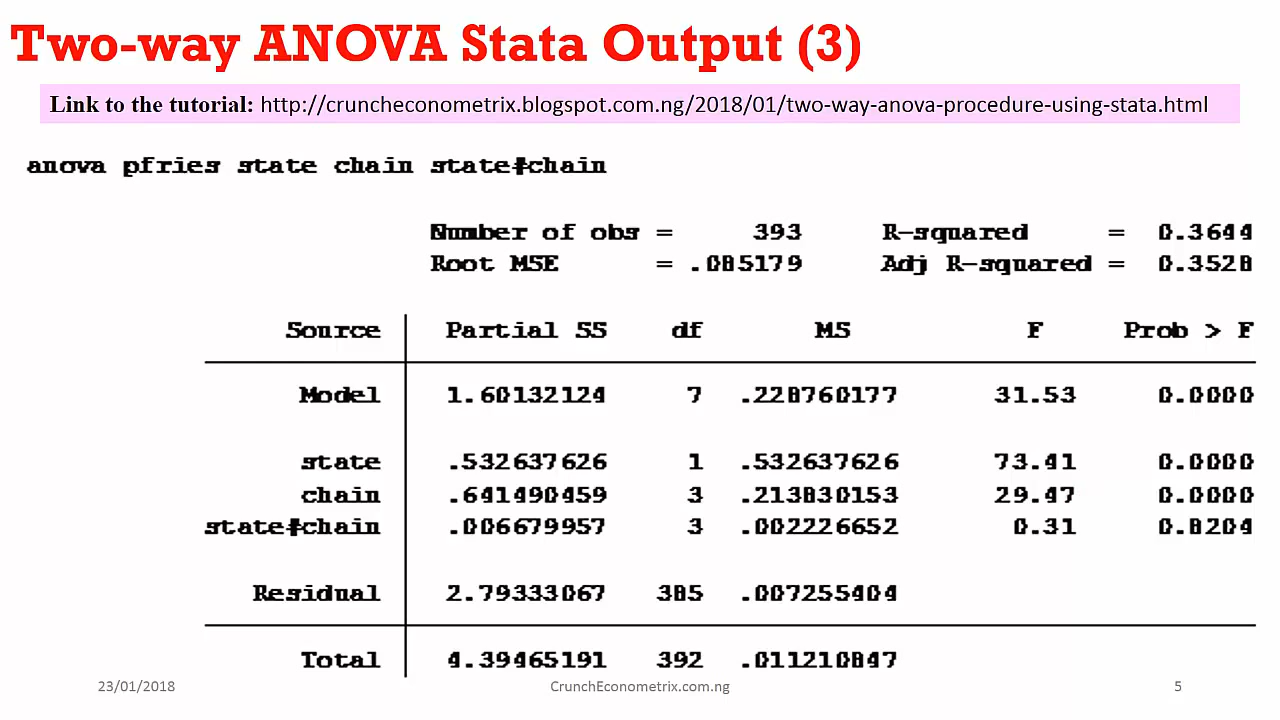 Two-way ANOVA Stata Output (3)
Link to the tutorial: http://cruncheconometrix.blogspot.com.ng/2018/01/two-way-anova-procedure-using-stata.html
anova pfries state chain state#chain
Number of obs = 393 R-squared = 0.3644
Root MSE = .085179 Adj R-squared = 0.3528
Source Partial SS df MS F Prob > F
Model 1.60132124 7 .228760177 31.53 0.0000
state .532637626 1 .532637626 73.41 0.0000
chain .641490459 3 .213830153 29.47 0.0000
state#chain .006679957 3 .002226652 0.31 0.8204
Residual 2.79333067 385 .007255404
Total 4.39465191 392 .011210847
23/01/2018 CrunchEconometrix.com.ng 5